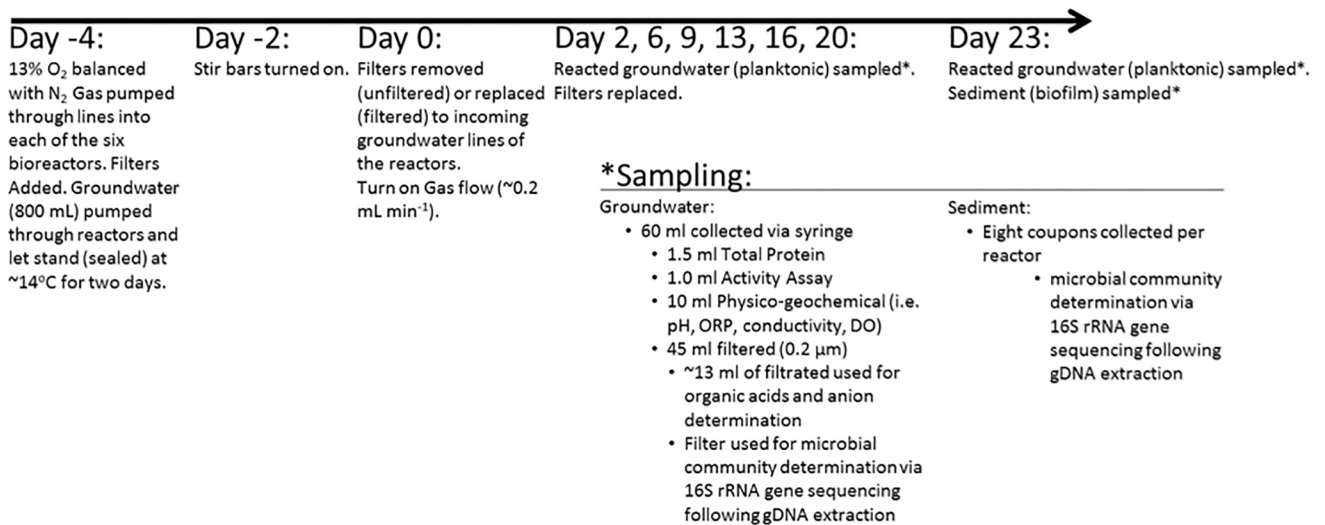 Day -4:
13% O2 balanced
with N2 Gas pumped
through lines into
each of the six
bioreactors. Filters
Added. Groundwater
(800 mL) pumped
through reactors and
let stand (sealed) at
~14oC for two days.
Day -2:
Stir bars turned on.
Day 0:
Filters removed
(unfiltered) or replaced
(filtered) to incoming
groundwater lines of
the reactors.
Turn on Gas flow (~0.2
mL min-1).
Day 2, 6, 9, 13, 16, 20:
Reacted groundwater (planktonic) sampled*.
Filters replaced.
Day 23:
Reacted groundwater (planktonic) sampled*.
Sediment (biofilm) sampled*
*Sampling:
Groundwater:
• 60 ml collected via syringe
• 1.5 ml Total Protein
• 1.0 ml Activity Assay
• 10 ml Physico-geochemical (i.e.
pH, ORP, conductivity, DO)
• 45 ml filtered (0.2 µm)
• ~13 ml of filtrated used for
organic acids and anion
determination
• Filter used for microbial
community determination via
16S rRNA gene sequencing
following gDNA extraction
Sediment:
• Eight coupons collected per
reactor
• microbial community
determination via
16S rRNA gene
sequencing following
gDNA extraction